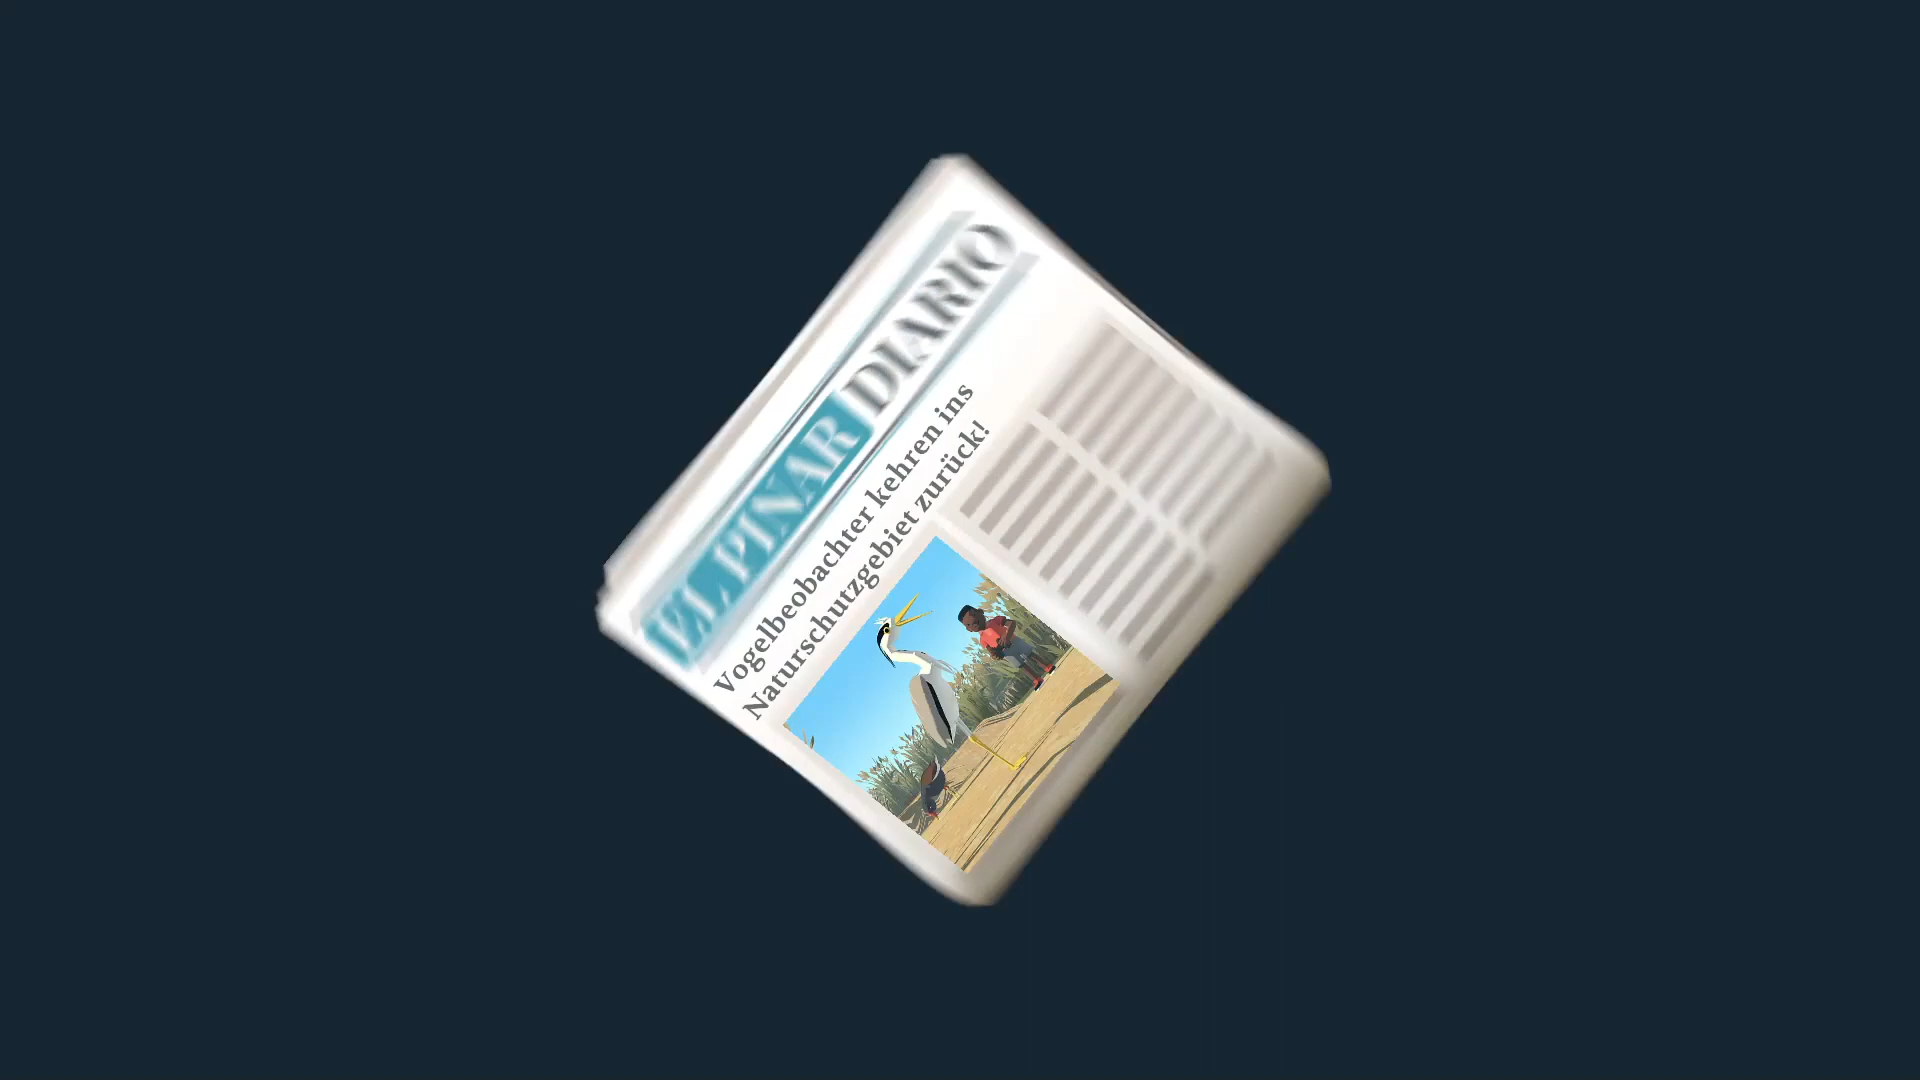 EL PINAR DIARIO
Vogelbeobachter kehren ins
Naturschutzgebiet zurück!